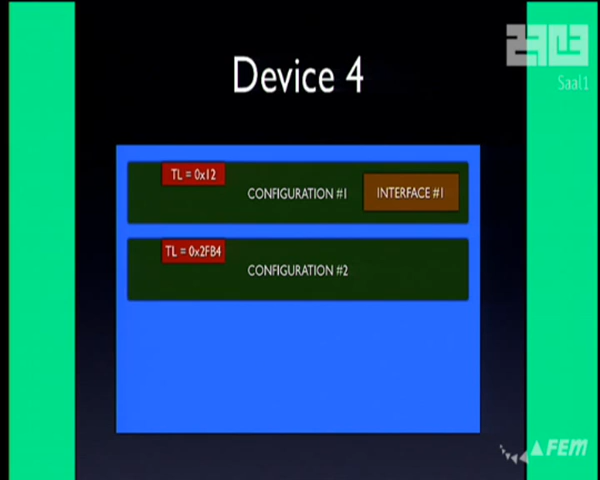 Device 4
Saal1
TL = 0x12
CONFIGURATION #1
INTERFACE #1
TL = 0x2FB4
CONFIGURATION #2
FEM